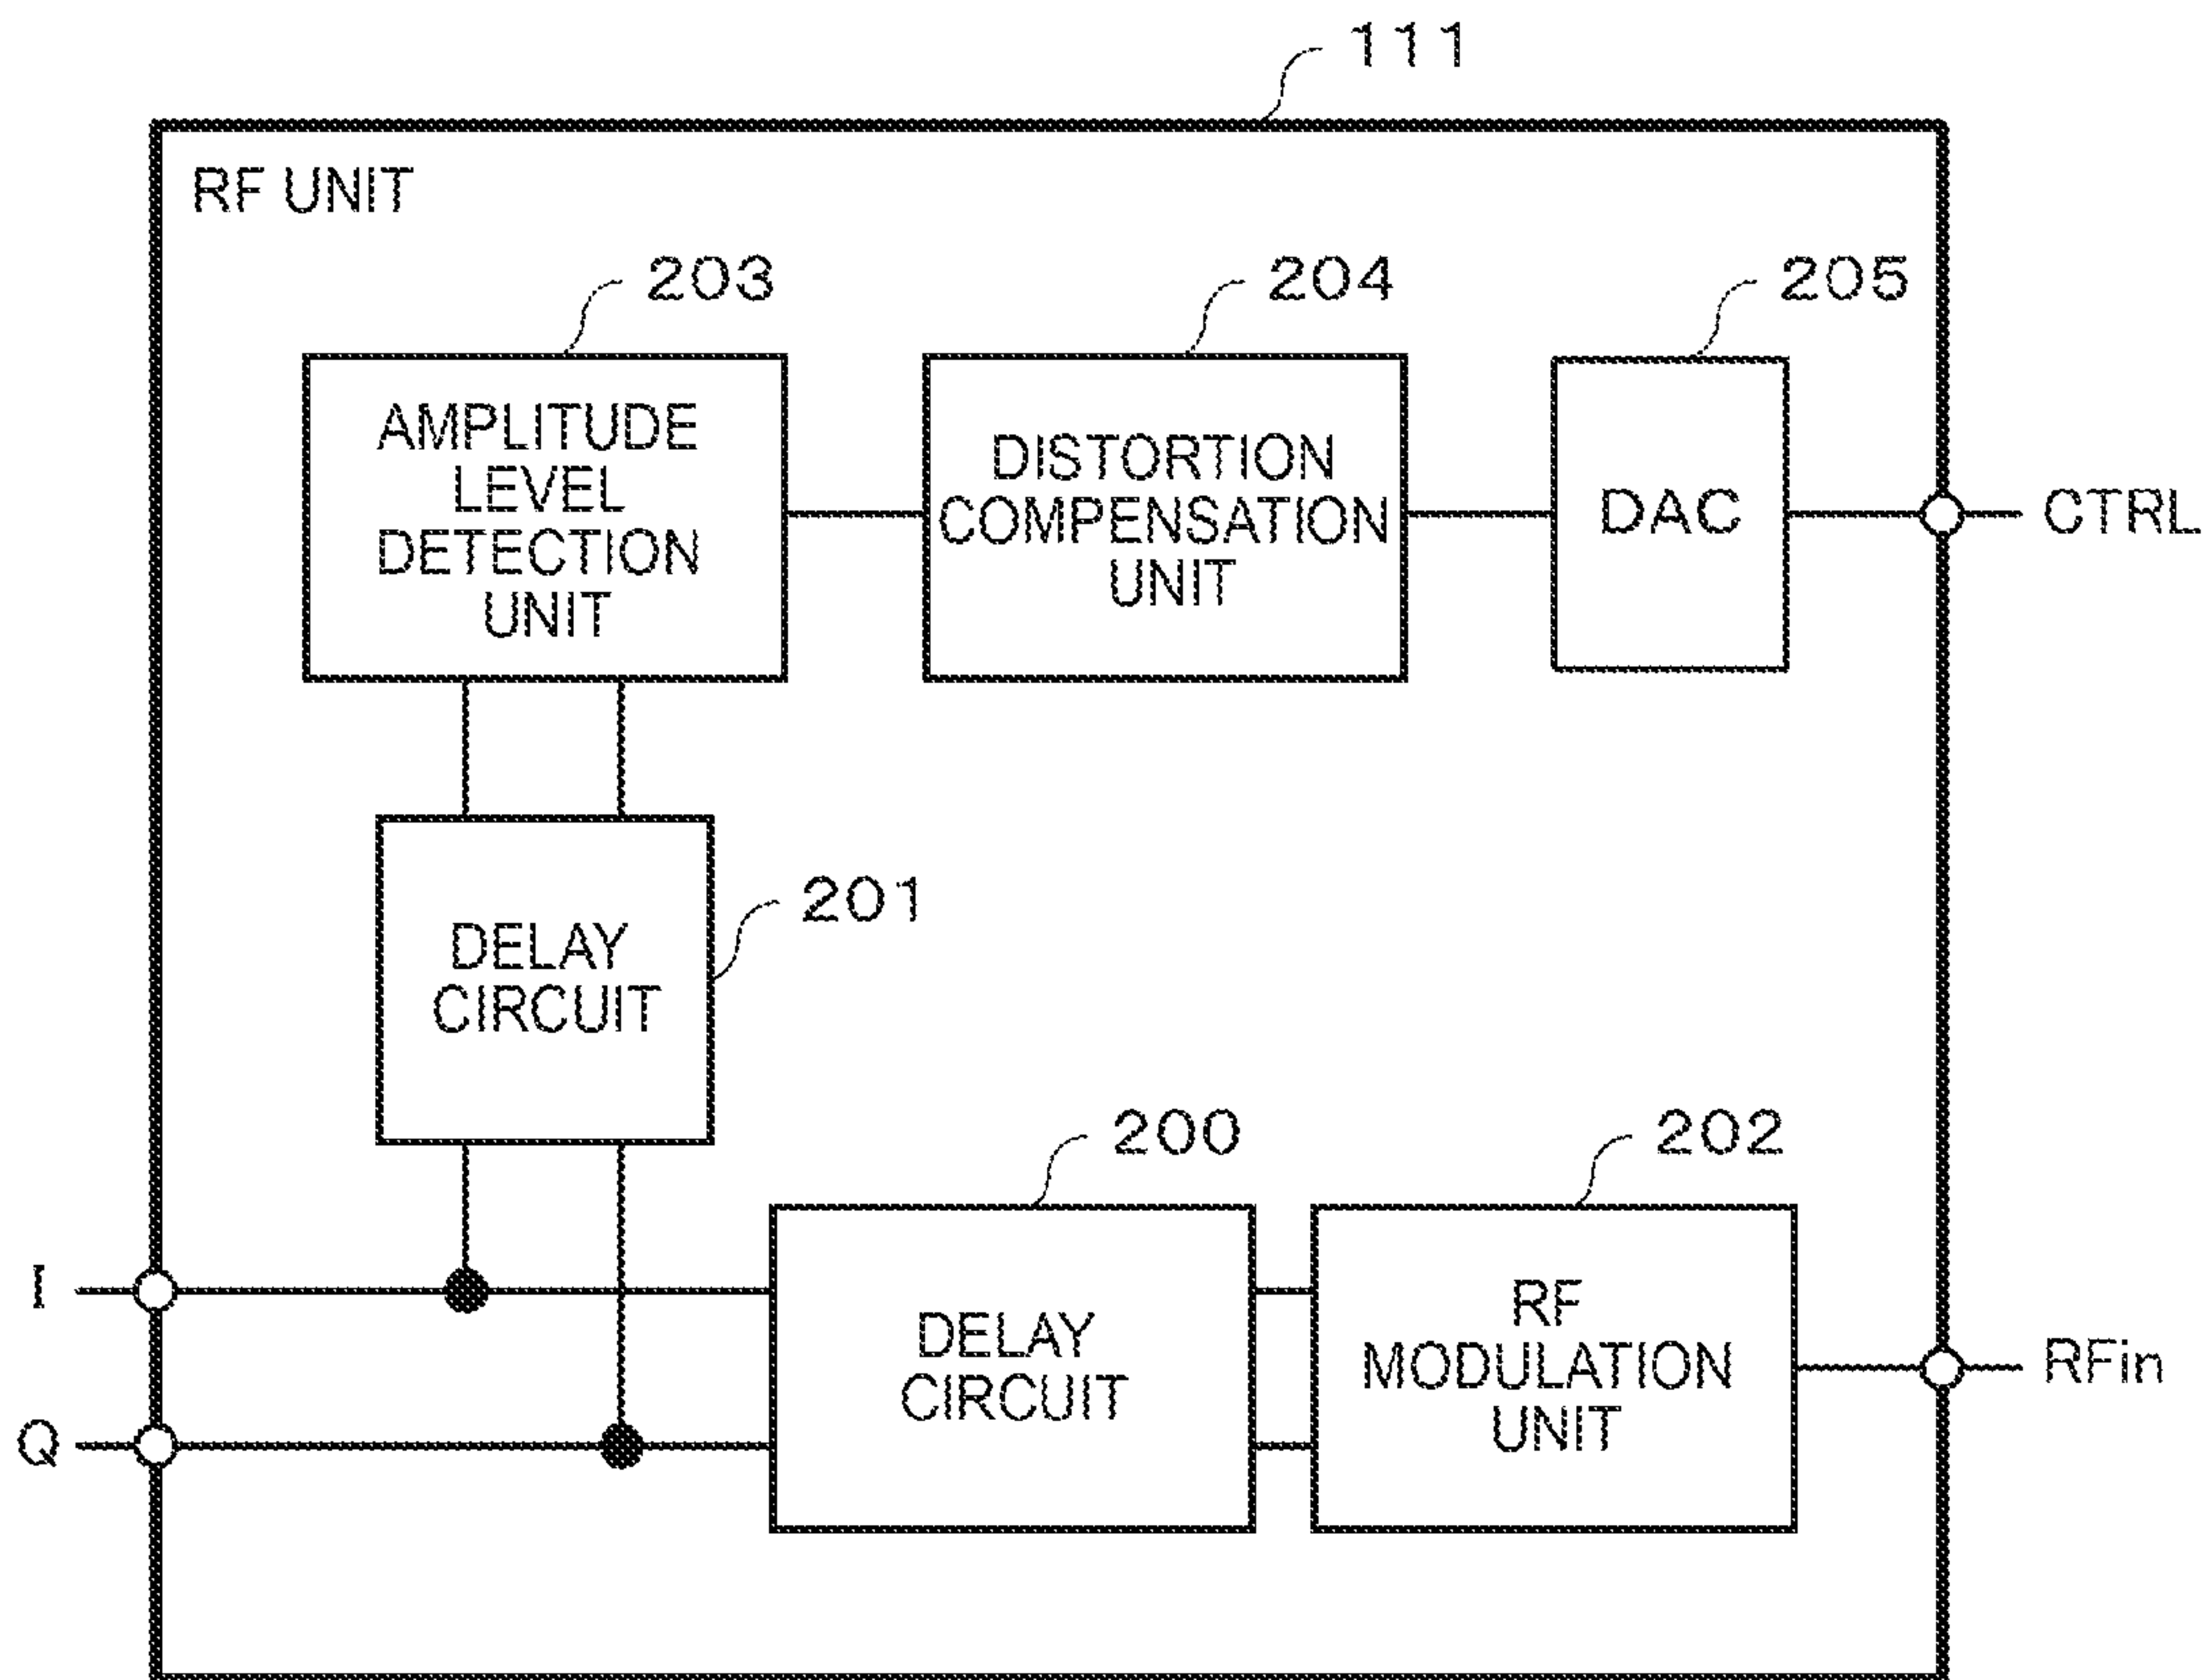 111
RF UNIT
203
204
205
AMPLITUDE
LEVEL
DETECTION
UNIT
DISTORTION
COMPENSATION
UNIT
DAC
CTRL
201
DELAY
CIRCUIT
200
202
I
Q
DELAY
CIRCUIT
RF
MODULATION
UNIT
RFin